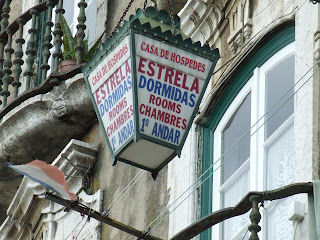 CASA DE HOSPEDES
ESTRELA
DORMIDAS
ROOMS
CHAMBRES
1º ANDAR
CASA DE HOSPEDES
ESTRELA
DORMIDAS
ROOMS
CHAMBRES
1º ANDAR